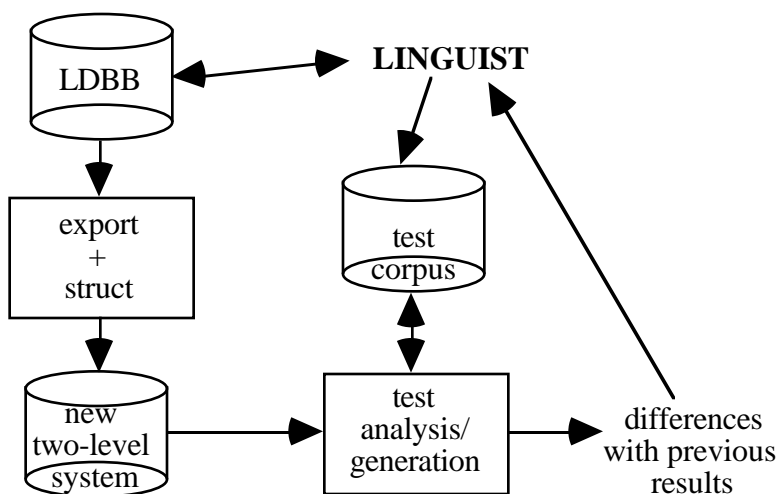 LDBB
LINGUIST
export
+
struct
test
corpus
new
two-level
system
test
analysis/
generation
differences
with previous
results